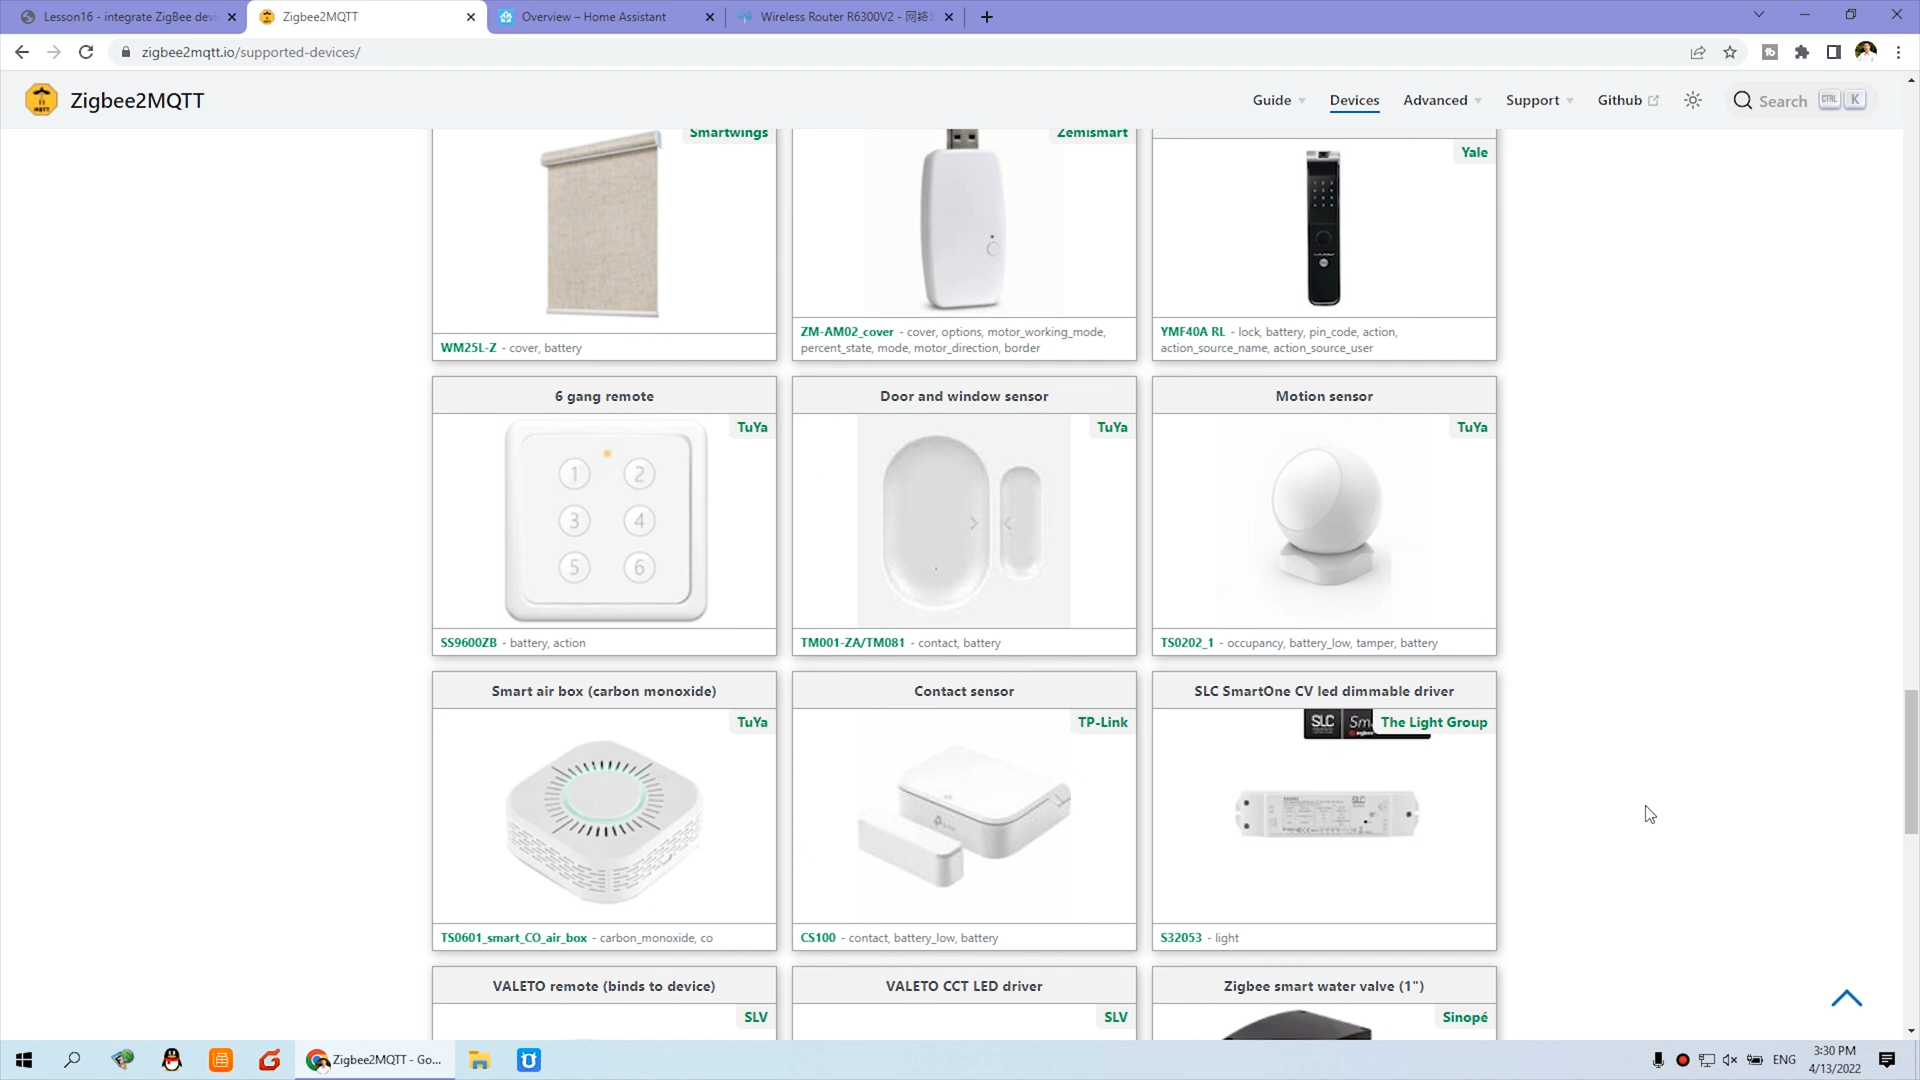 Lesson16 - integrate ZigBee devi
Zigbee2MQTT
Overview – Home Assistant
Wireless Router R6300V2 - 网络
zigbee2mqtt.io/supported-devices/
Zigbee2MQTT
Guide
Devices
Advanced
Support
Github
Search
CTRL
K
Smartwings
WM25L-Z - cover, battery
Zemismart
ZM-AM02_cover - cover, options, motor_working_mode,
percent_state, mode, motor_direction, border
Yale
YMF40A RL - lock, battery, pin_code, action,
action_source_name, action_source_user
6 gang remote
TuYa
1
2
3
4
5
6
SS9600ZB - battery, action
Door and window sensor
TuYa
TM001-ZA/TM081 - contact, battery
Motion sensor
TuYa
TS0202_1 - occupancy, battery_low, tamper, battery
Smart air box (carbon monoxide)
TuYa
TS0601_smart_CO_air_box - carbon_monoxide, co
Contact sensor
TP-Link
CS100 - contact, battery_low, battery
SLC SmartOne CV led dimmable driver
SLC Sm
The Light Group
SLC
S32053 - light
VALETO remote (binds to device)
SLV
VALETO CCT LED driver
SLV
Zigbee smart water valve (1")
Sinopé
Zigbee2MQTT - Go...
ENG
3:30 PM
4/13/2022